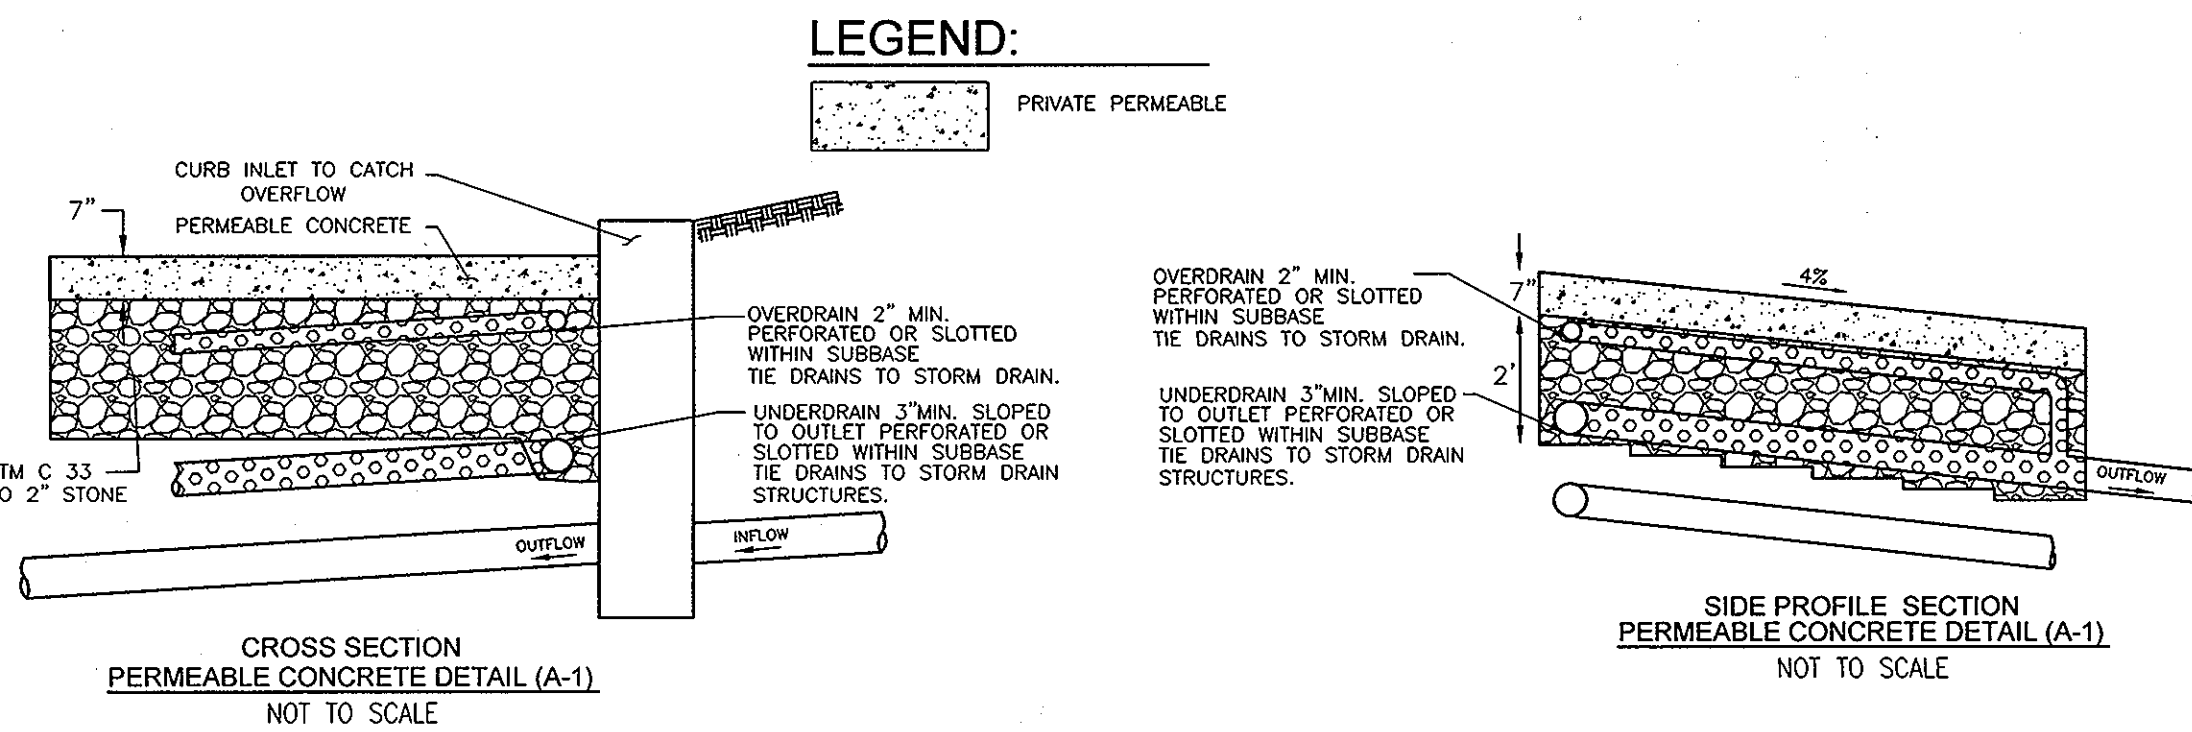 LEGEND:
PRIVATE PERMEABLE
CURB INLET TO CATCH
OVERFLOW
7"
PERMEABLE CONCRETE
OVERDRAIN 2" MIN.
PERFORATED OR SLOTTED
WITHIN SUBBASE
TIE DRAINS TO STORM DRAIN.
UNDERDRAIN 3"MIN. SLOPED
TO OUTLET PERFORATED OR
SLOTTED WITHIN SUBBASE
TIE DRAINS TO STORM DRAIN
STRUCTURES.
TM C 33
O 2" STONE
OUTFLOW
INFLOW
CROSS SECTION
PERMEABLE CONCRETE DETAIL (A-1)
NOT TO SCALE
OVERDRAIN 2" MIN.
PERFORATED OR SLOTTED
WITHIN SUBBASE
TIE DRAINS TO STORM DRAIN.
7"
4%
2'
UNDERDRAIN 3"MIN. SLOPED
TO OUTLET PERFORATED OR
SLOTTED WITHIN SUBBASE
TIE DRAINS TO STORM DRAIN
STRUCTURES.
OUTFLOW
SIDE PROFILE SECTION
PERMEABLE CONCRETE DETAIL (A-1)
NOT TO SCALE